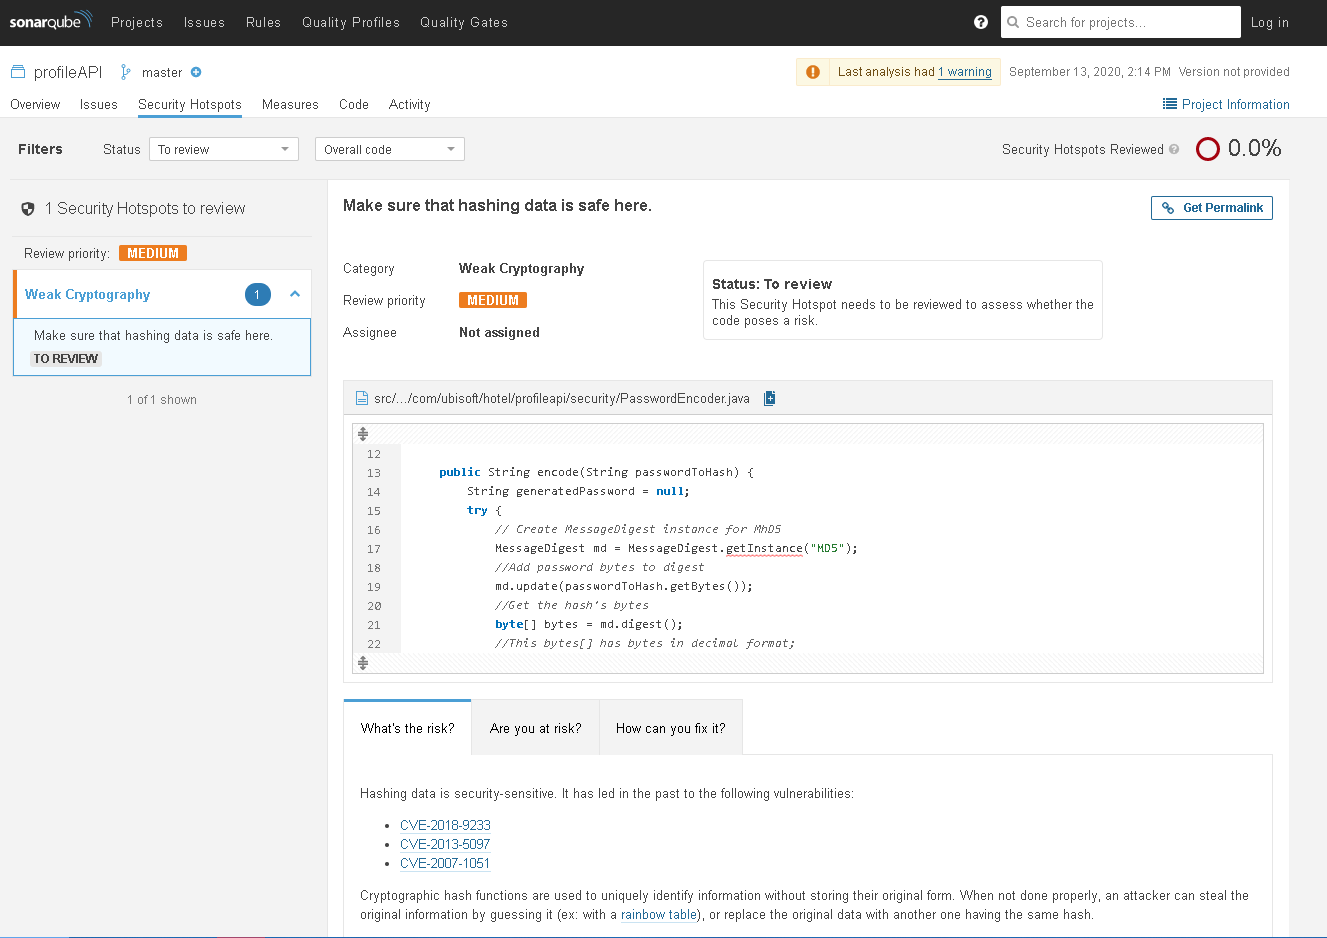 sonarqube Projects Issues Rules Quality Profiles Quality Gates ? Search for projects... Log in
profileAPI master Last analysis had 1 warning September 13, 2020, 2:14 PM Version not provided
Overview Issues Security Hotspots Measures Code Activity Project Information
Filters Status To review Overall code Security Hotspots Reviewed ? 0.0%
1 Security Hotspots to review
Review priority: MEDIUM
Weak Cryptography 1
Make sure that hashing data is safe here.
TO REVIEW
1 of 1 shown
Make sure that hashing data is safe here.
Get Permalink
Category Weak Cryptography
Review priority MEDIUM
Assignee Not assigned
Status: To review
This Security Hotspot needs to be reviewed to assess whether the
code poses a risk.
src/.../com/ubisoft/hotel/profileapi/security/PasswordEncoder.java
12
13 public String encode(String passwordToHash) {
14 String generatedPassword = null;
15 try {
16 // Create MessageDigest instance for MhD5
17 MessageDigest md = MessageDigest.getInstance("MD5");
18 //Add password bytes to digest
19 md.update(passwordToHash.getBytes());
20 //Get the hash's bytes
21 byte[] bytes = md.digest();
22 //This bytes[] has bytes in decimal format;
What's the risk? Are you at risk? How can you fix it?
Hashing data is security-sensitive. It has led in the past to the following vulnerabilities:
• CVE-2018-9233
• CVE-2013-5097
• CVE-2007-1051
Cryptographic hash functions are used to uniquely identify information without storing their original form. When not done properly, an attacker can steal the
original information by guessing it (ex: with a rainbow table), or replace the original data with another one having the same hash.